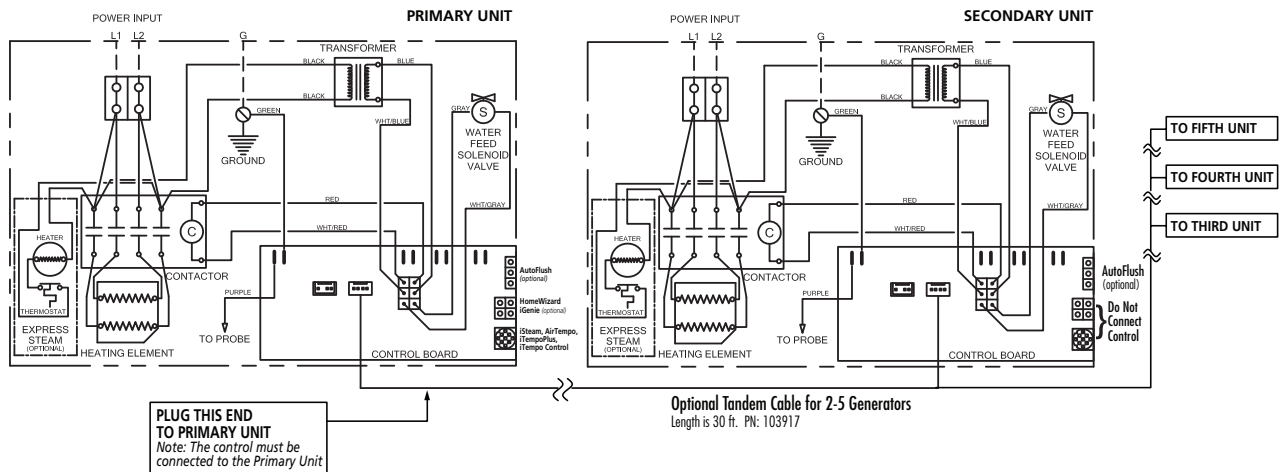 PRIMARY UNIT
POWER INPUT
L1 L2
G
TRANSFORMER
BLACK
BLUE
BLACK
GREEN
WHT/BLUE
GRAY
S
WATER
FEED
SOLENOID
VALVE
GROUND
RED
WHT/GRAY
WHT/RED
C
CONTACTOR
HEATER
THERMOSTAT
EXPRESS
STEAM
(OPTIONAL)
HEATING ELEMENT
PURPLE
TO PROBE
CONTROL BOARD
AutoFlush
(optional)
HomeWizard
iGenie (optional)
iSteam, AirTempo,
iTempoPlus,
iTempo Control
SECONDARY UNIT
POWER INPUT
L1 L2
G
TRANSFORMER
BLACK
BLUE
BLACK
GREEN
WHT/BLUE
GRAY
S
WATER
FEED
SOLENOID
VALVE
GROUND
RED
WHT/GRAY
WHT/RED
C
CONTACTOR
HEATER
THERMOSTAT
EXPRESS
STEAM
(OPTIONAL)
HEATING ELEMENT
PURPLE
TO PROBE
CONTROL BOARD
AutoFlush
(optional)
Do Not
Connect
Control
TO FIFTH UNIT
TO FOURTH UNIT
TO THIRD UNIT
PLUG THIS END
TO PRIMARY UNIT
Note: The control must be
connected to the Primary Unit
Optional Tandem Cable for 2-5 Generators
Length is 30 ft. PN: 103917